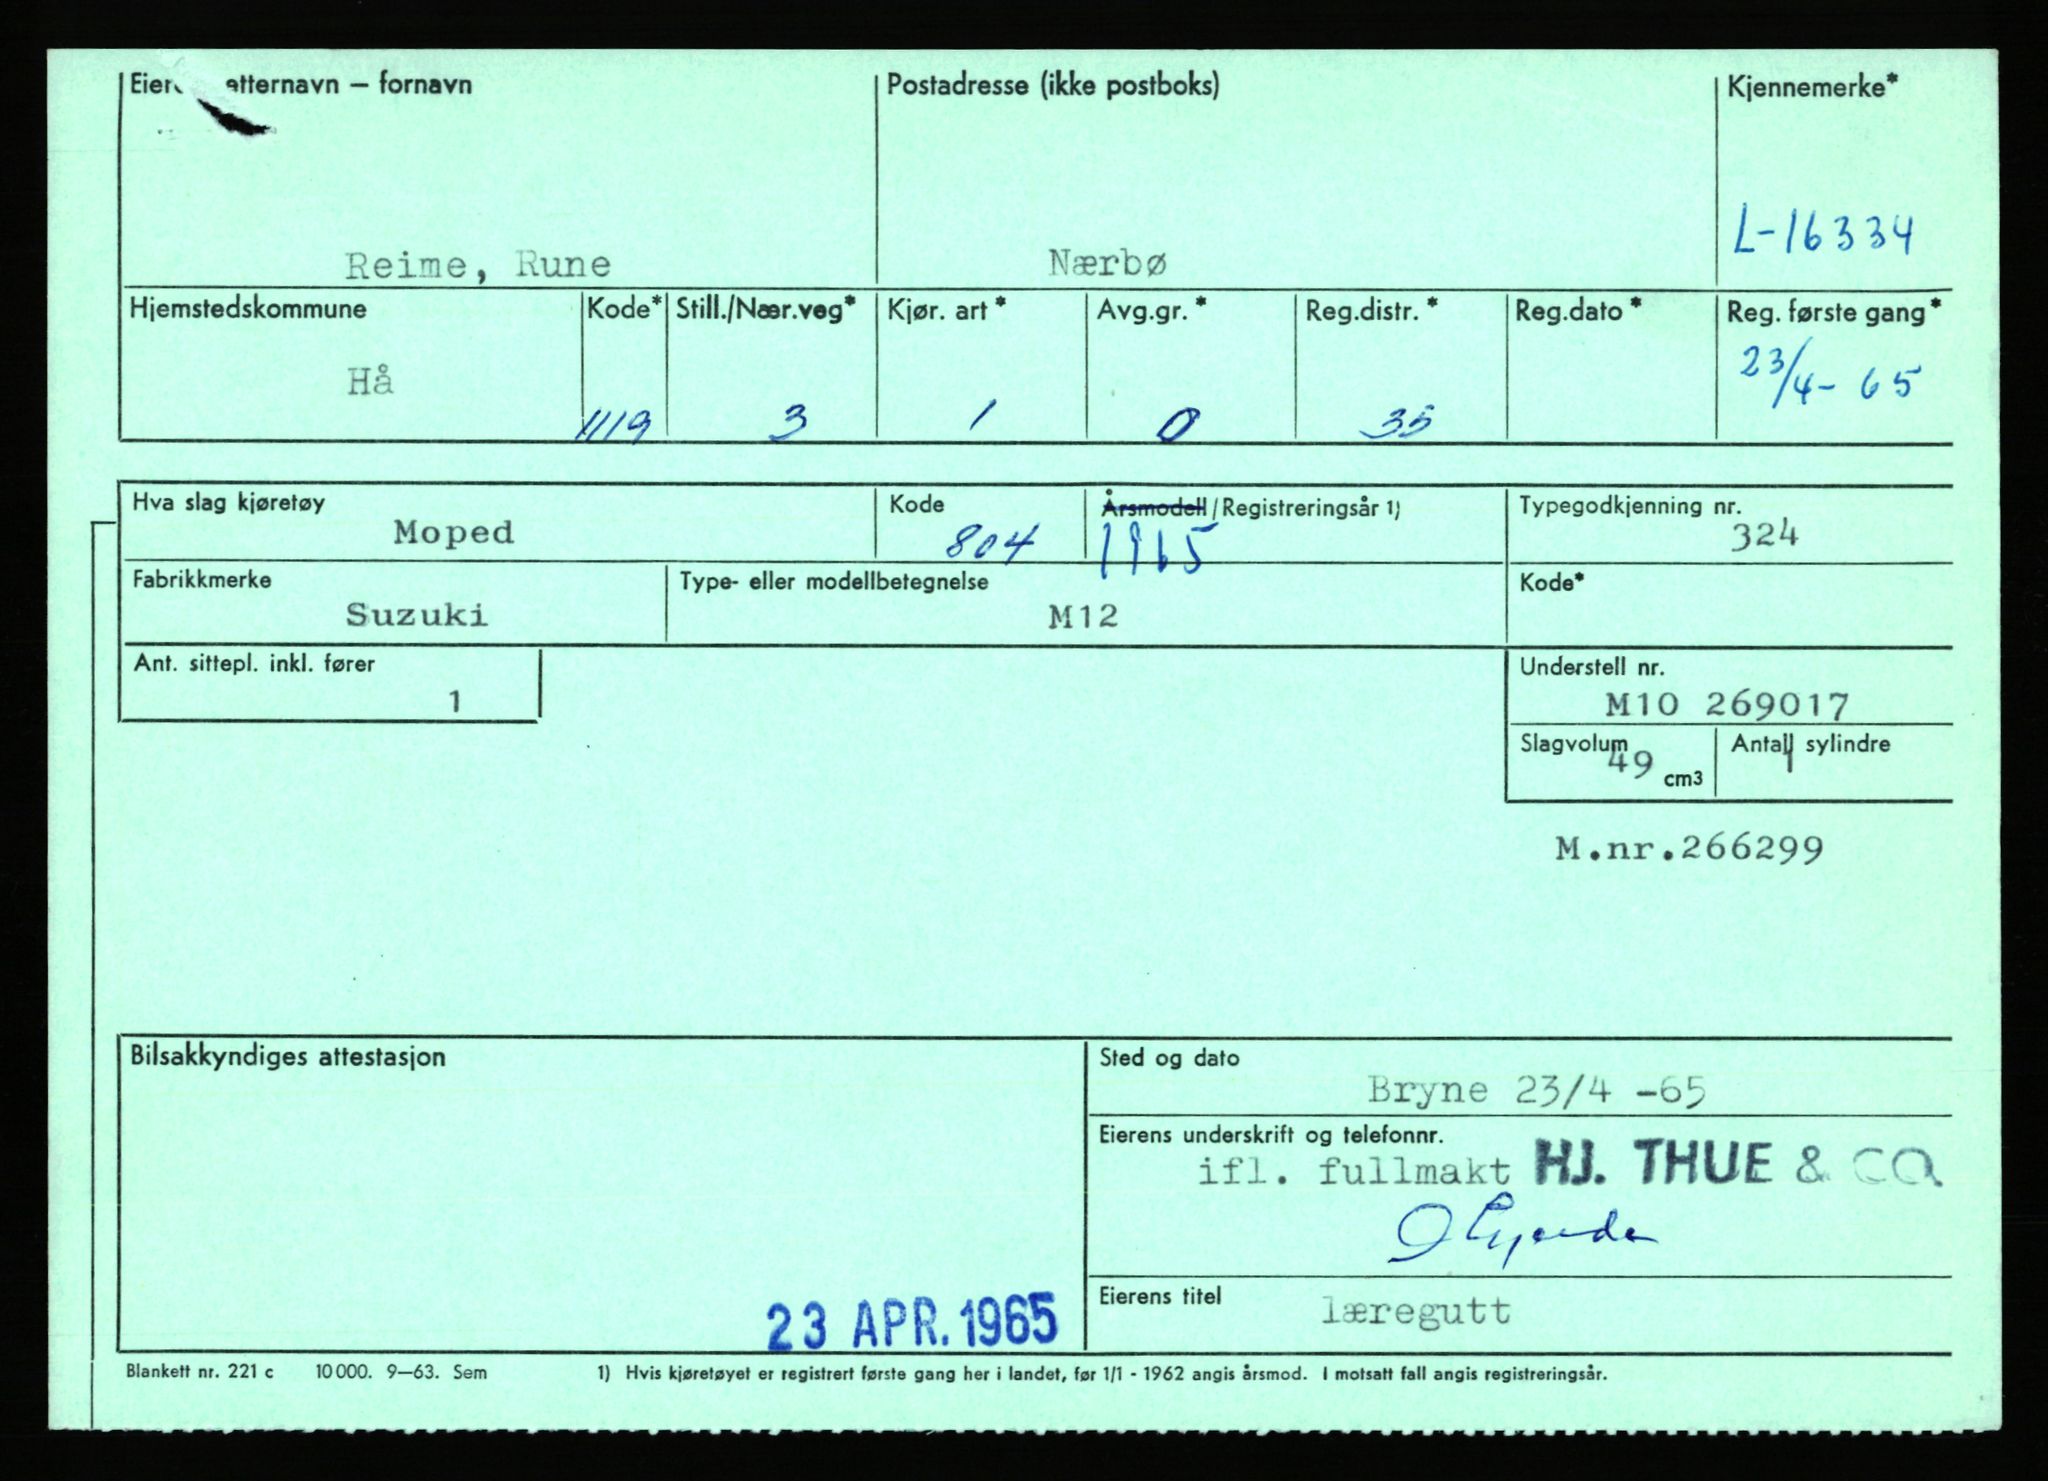 etternavn – fornavn
Postadresse (ikke postboks)
Kjennemerke*
L-16334
Reime, Rune
Nærbø
Hjemstedskommune
Kode*
Still./Nær.veg*
Kjør. art*
Avg.gr.*
Reg.distr.*
Reg.dato*
Reg. første gang*
23/4- 65
Hå
1119
3
1
0
35
Hva slag kjøretøy
Moped
Kode
804
Årsmodell/Registreringsår 1)
1965
Typegodkjenning nr.
324
Fabrikkmerke
Suzuki
Type- eller modellbetegnelse
M12
Kode*
Ant. sittepl. inkl. fører
1
Understell nr.
M10 269017
Slagvolum
49 cm3
Antall sylindre
1
M.nr.266299
Bilsakkyndiges attestasjon
23 APR. 1965
Sted og dato
Bryne 23/4 -65
Eierens underskrift og telefonnr.
ifl. fullmakt HJ. THUE & CO.
Eierens titel
læregutt
Blankett nr. 221 c 10 000. 9–63. Sem
1) Hvis kjøretøyet er registrert første gang her i landet, før 1/1 - 1962 angis årsmod. I motsatt fall angis registreringsår.